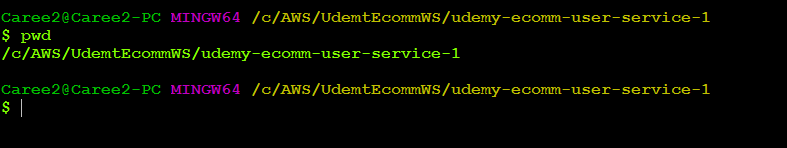 Caree2@Caree2-PC MINGW64 /c/AWS/UdemtEcommWS/udemy-ecomm-user-service-1
$ pwd
/c/AWS/UdemtEcommWS/udemy-ecomm-user-service-1
Caree2@Caree2-PC MINGW64 /c/AWS/UdemtEcommWS/udemy-ecomm-user-service-1
$